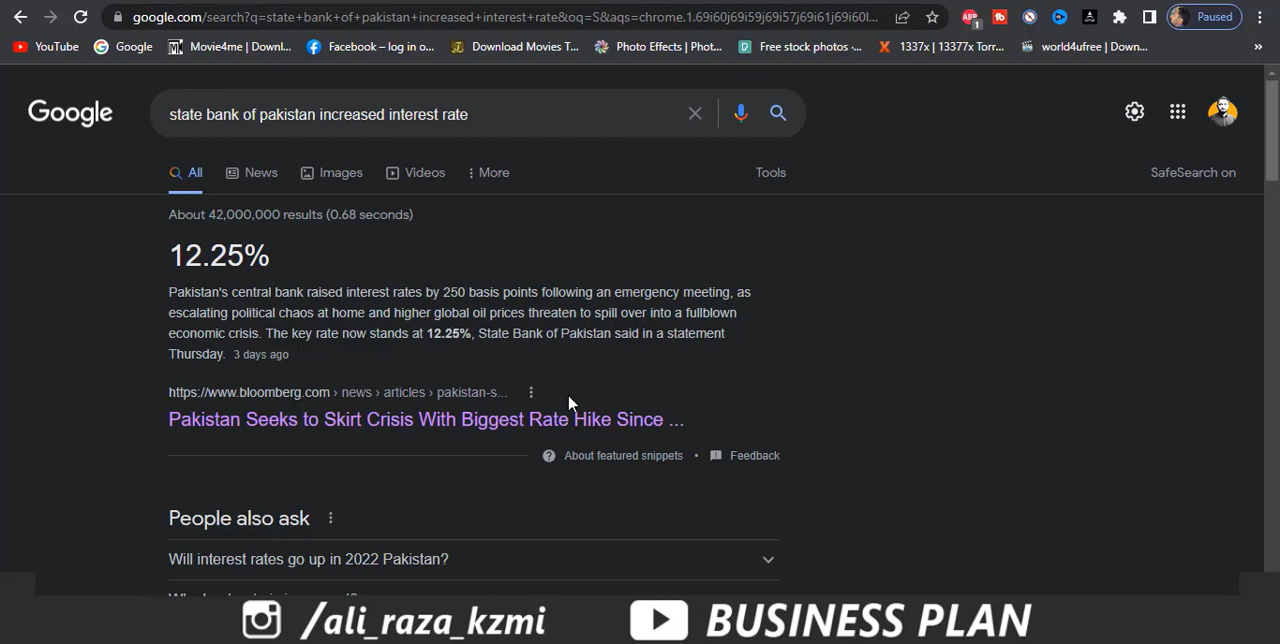 google.com/search?q=state+bank+of+pakistan+increased+interest+rate&oq=S&aqs=chrome.1.69i60j69i59j69i57j69i61j69i60l...
Paused
YouTube
Google
Movie4me | Downl...
Facebook – log in o...
Download Movies T...
Photo Effects | Phot...
Free stock photos ·...
1337x | 13377x Torr...
world4ufree | Down...
»
Google
state bank of pakistan increased interest rate
All
News
Images
Videos
More
Tools
SafeSearch on
About 42,000,000 results (0.68 seconds)
12.25%
Pakistan's central bank raised interest rates by 250 basis points following an emergency meeting, as
escalating political chaos at home and higher global oil prices threaten to spill over into a fullblown
economic crisis. The key rate now stands at 12.25%, State Bank of Pakistan said in a statement
Thursday. 3 days ago
https://www.bloomberg.com › news › articles › pakistan-s...
Pakistan Seeks to Skirt Crisis With Biggest Rate Hike Since ...
About featured snippets • Feedback
People also ask
Will interest rates go up in 2022 Pakistan?
/ali_raza_kzmi
BUSINESS PLAN